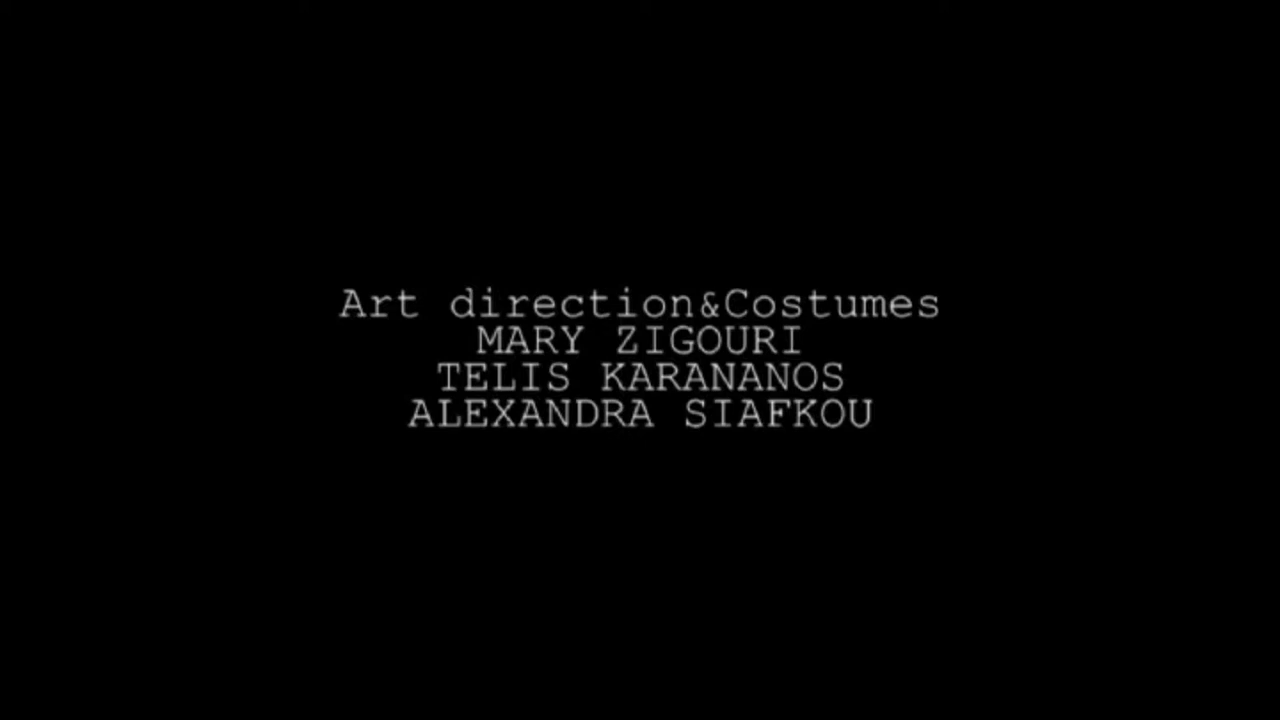 Art direction&Costumes
MARY ZIGOURI
TELIS KARANANOS
ALEXANDRA SIAFKOU